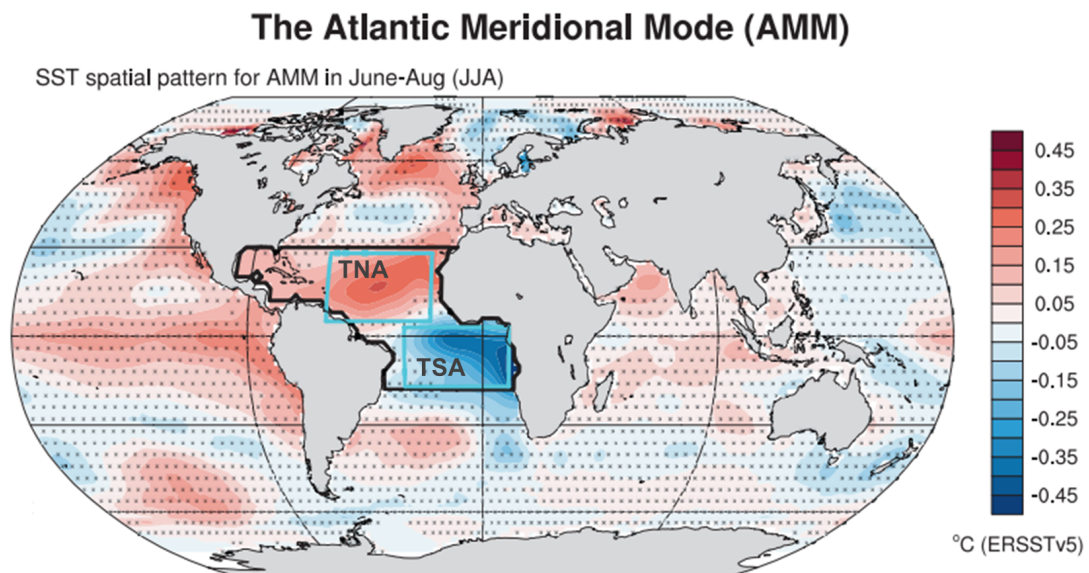 The Atlantic Meridional Mode (AMM)
SST spatial pattern for AMM in June-Aug (JJA)
TNA
TSA
0.45
0.35
0.25
0.15
0.05
-0.05
-0.15
-0.25
-0.35
-0.45
°C (ERSSTv5)